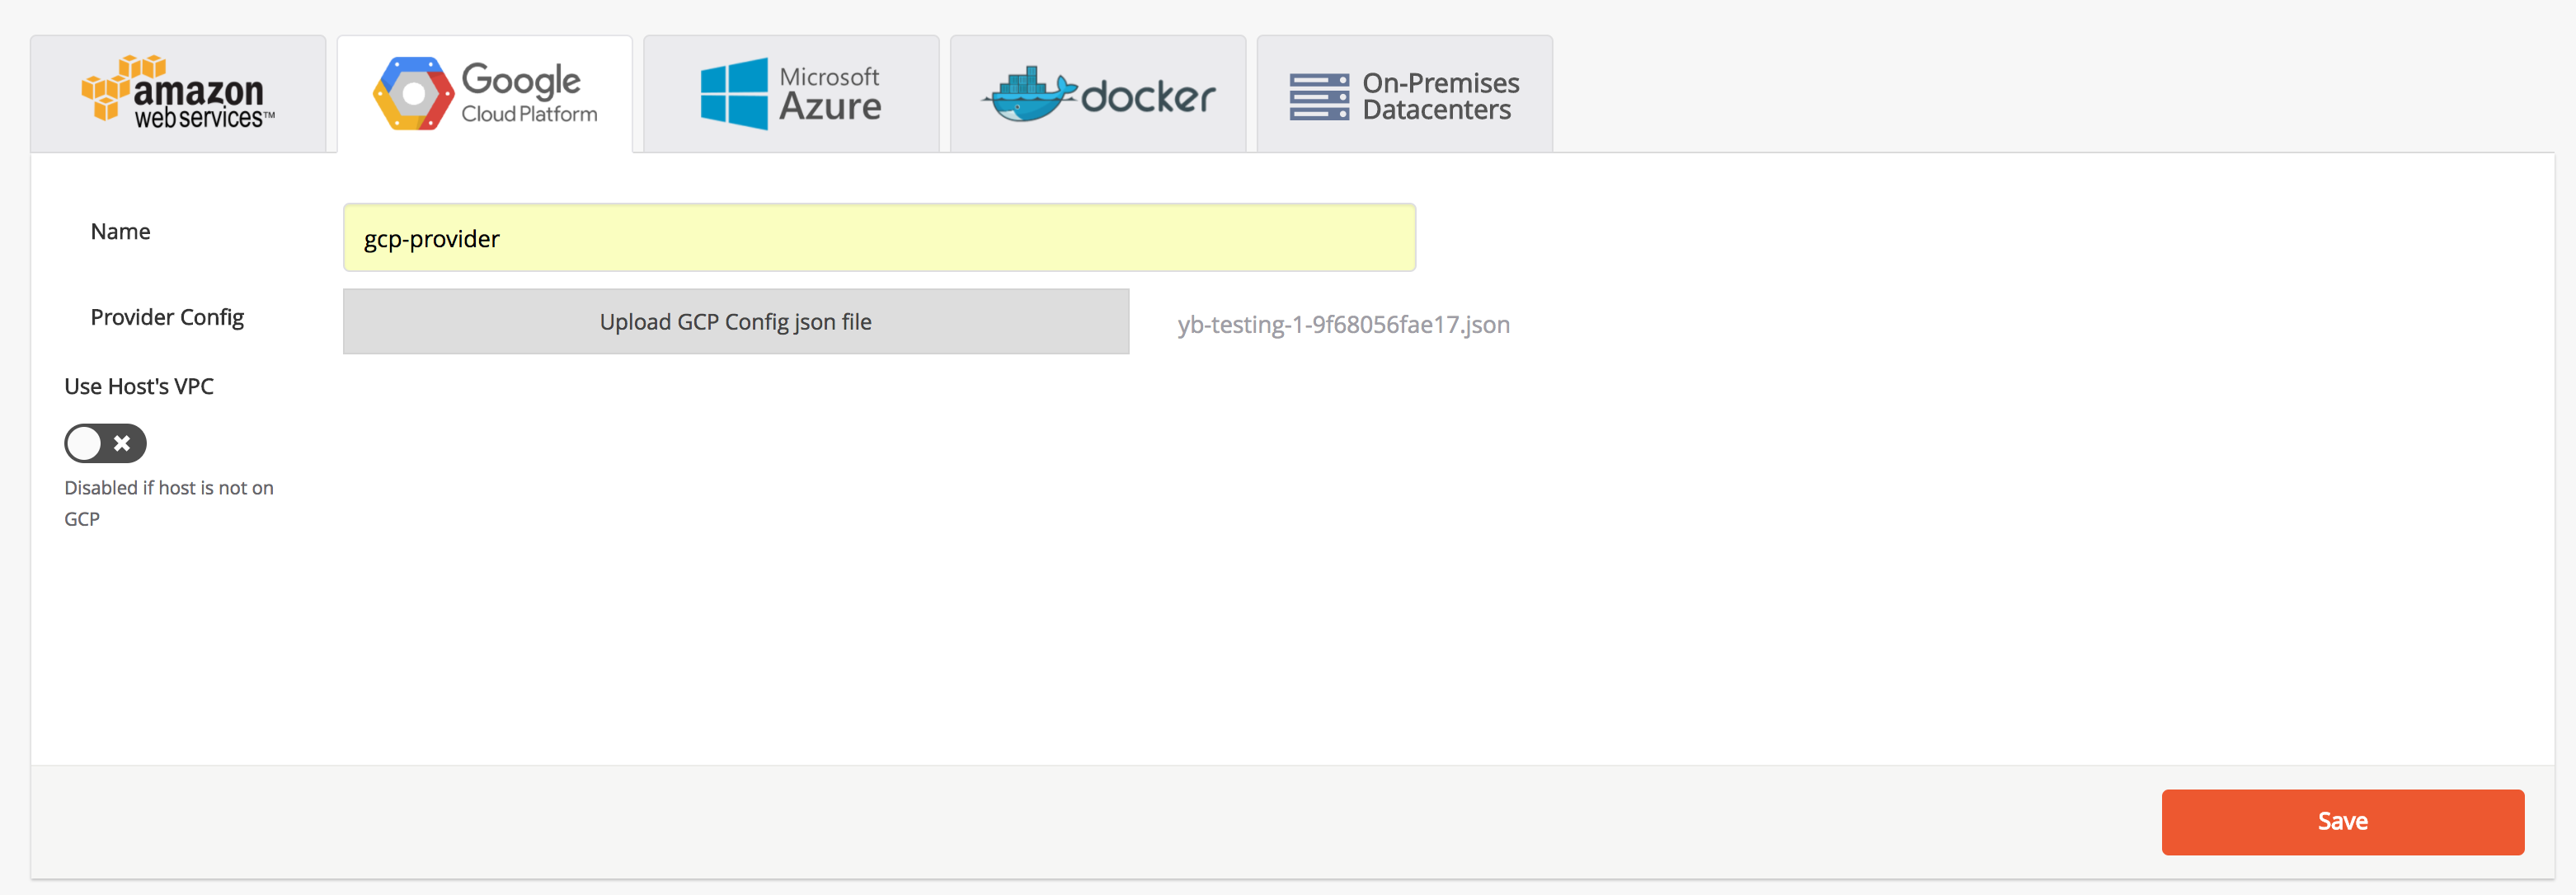 amazon
web services™
Google
Cloud Platform
Microsoft
Azure
docker
On-Premises
Datacenters
Name
gcp-provider
Provider Config
Upload GCP Config json file
yb-testing-1-9f68056fae17.json
Use Host's VPC
Disabled if host is not on
GCP
Save